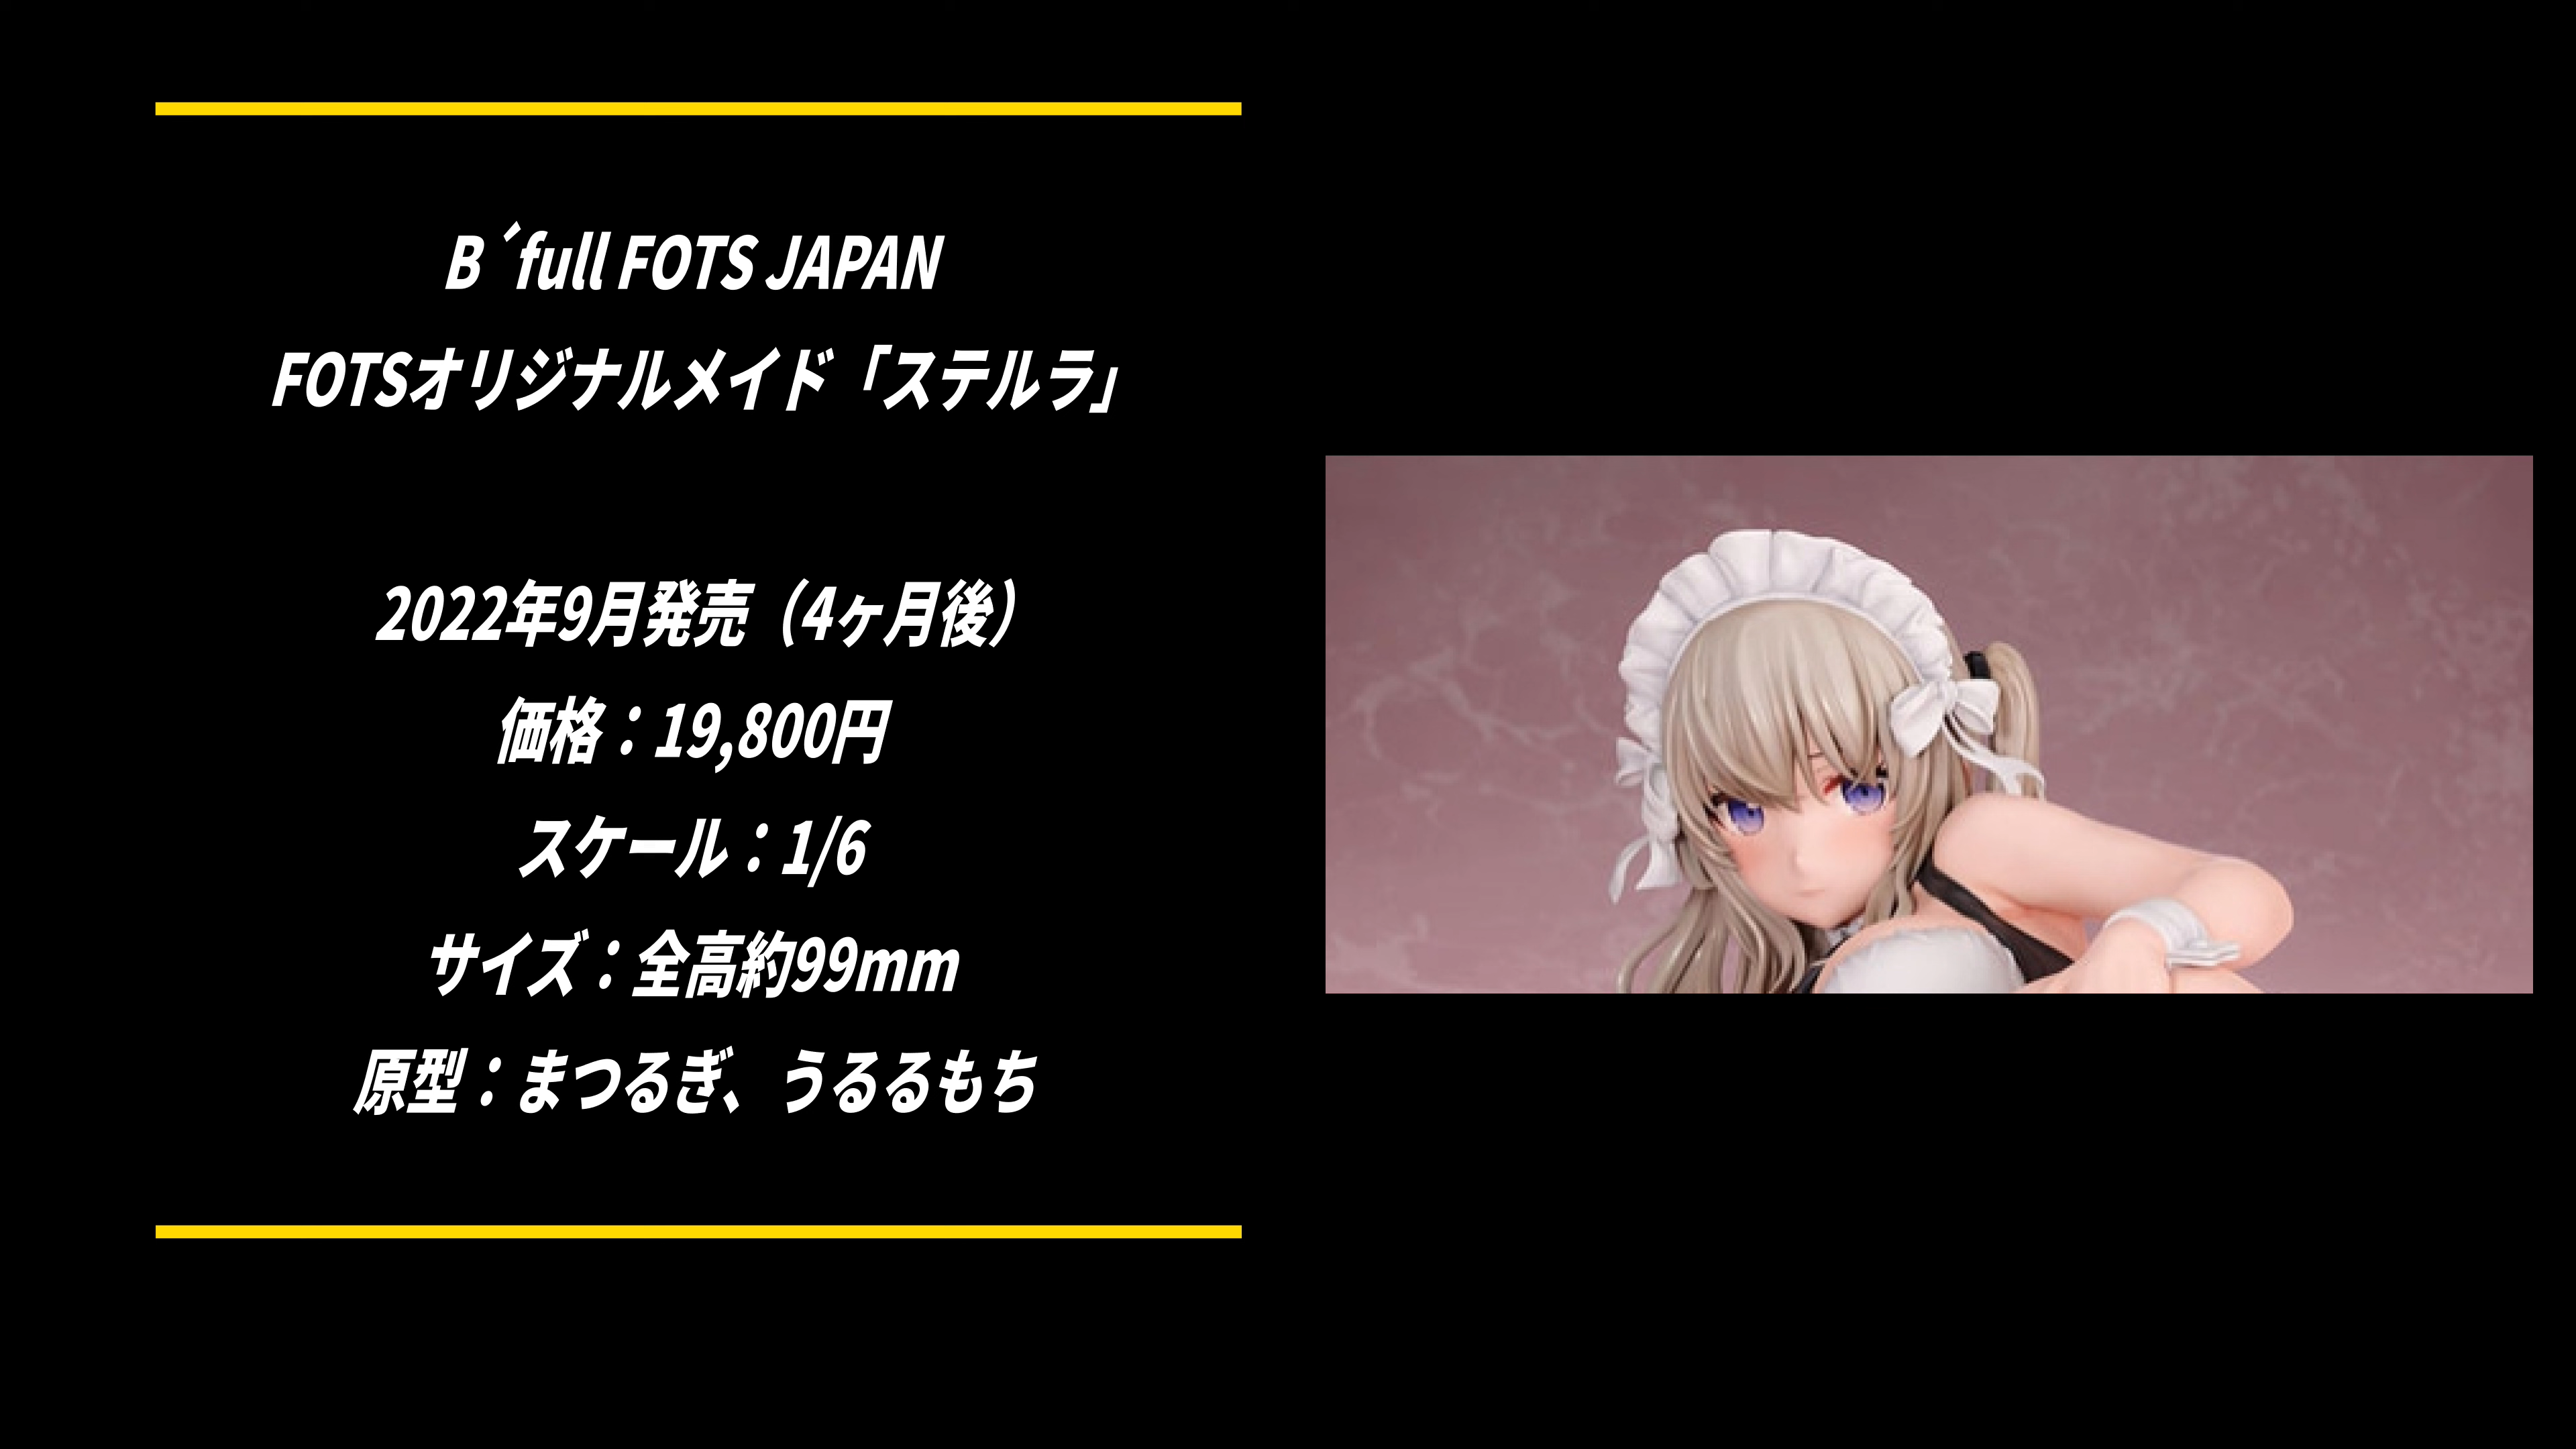 B´full FOTS JAPAN
FOTSオリジナルメイド「ステルラ」
2022年9月発売（4ヶ月後）
価格：19,800円
スケール：1/6
サイズ：全高約99mm
原型：まつるぎ、うるるもち